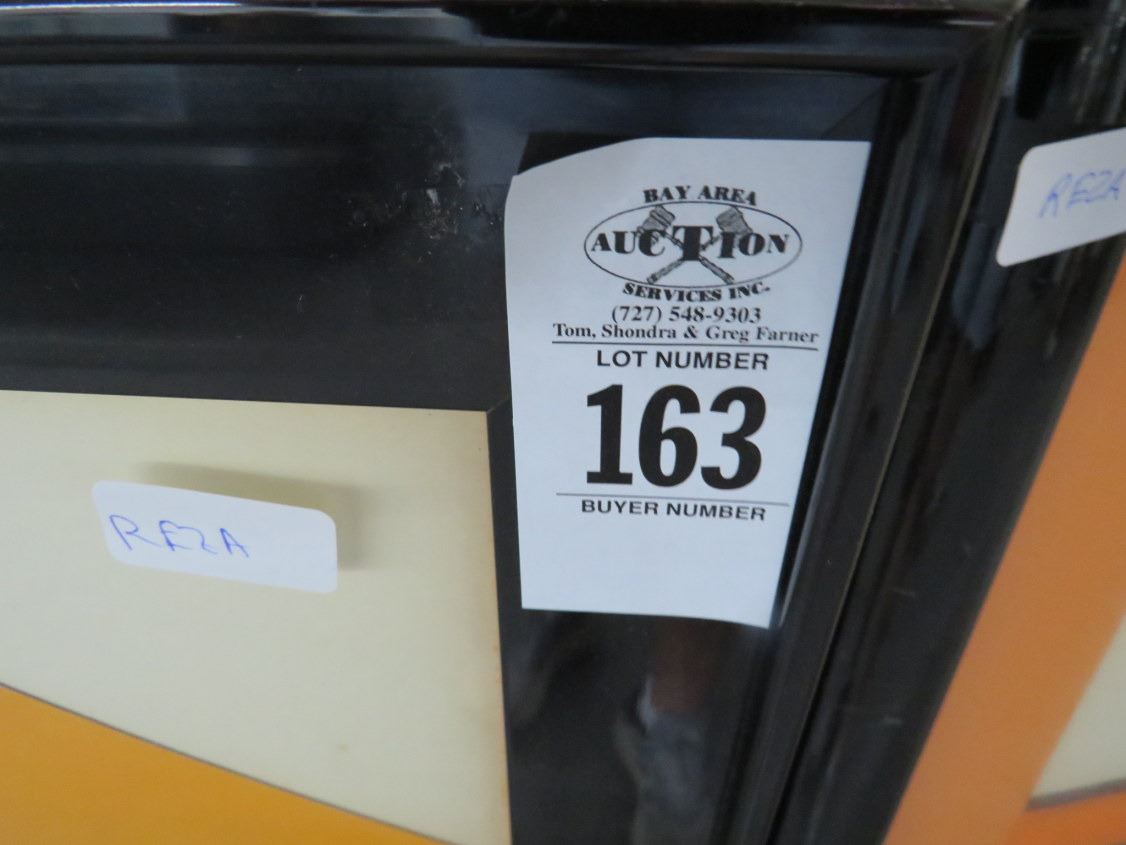 BAY AREA
AUCTION
SERVICES INC.
(727) 548-9303
Tom, Shondra & Greg Farner
LOT NUMBER
163
BUYER NUMBER
REZA
REZA